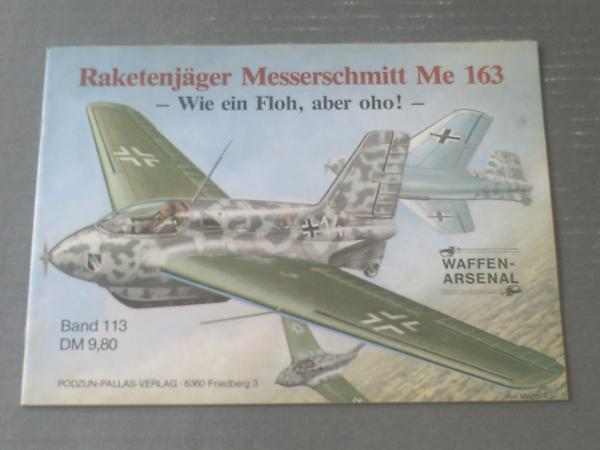 Raketenjäger Messerschmitt Me 163
– Wie ein Floh, aber oho! –
WAFFEN-
ARSENAL
Band 113
DM 9,80
PODZUN-PALLAS-VERLAG · 6360 Friedberg 3